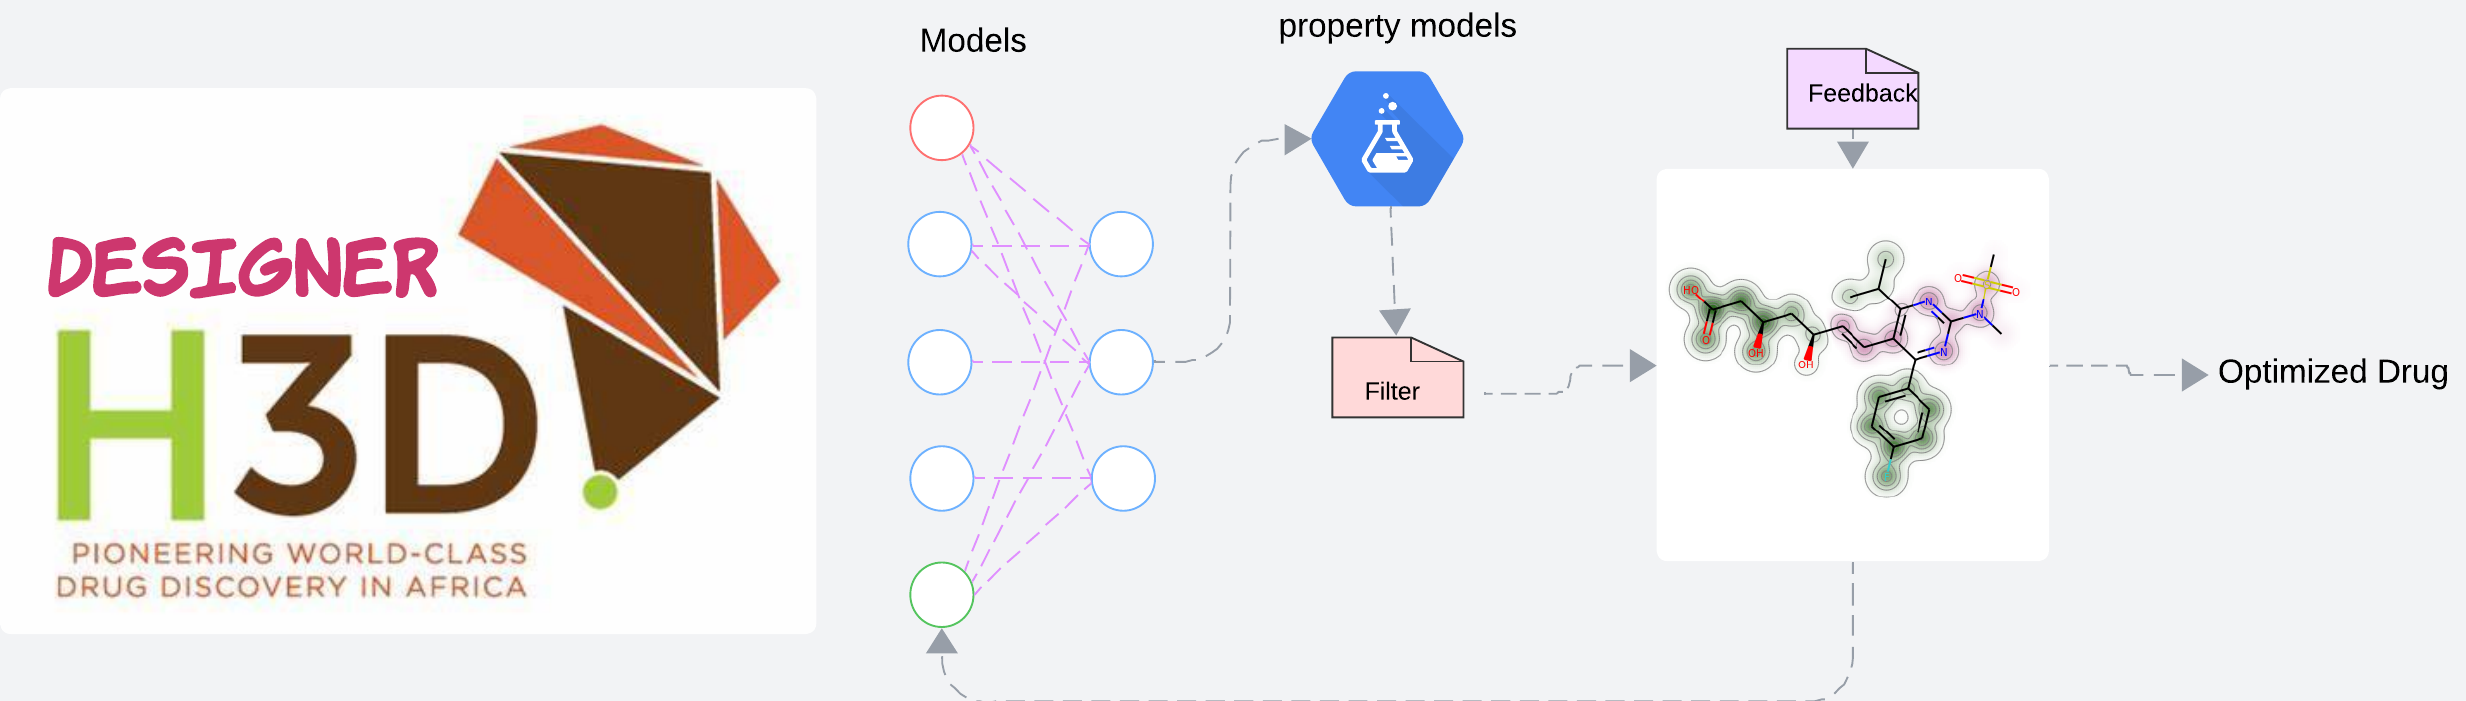 DESIGNER
H3D
PIONEERING WORLD-CLASS
DRUG DISCOVERY IN AFRICA
Models
property models
Filter
Feedback
HO
O
OH
OH
N
N
N
O
S
O
Optimized Drug